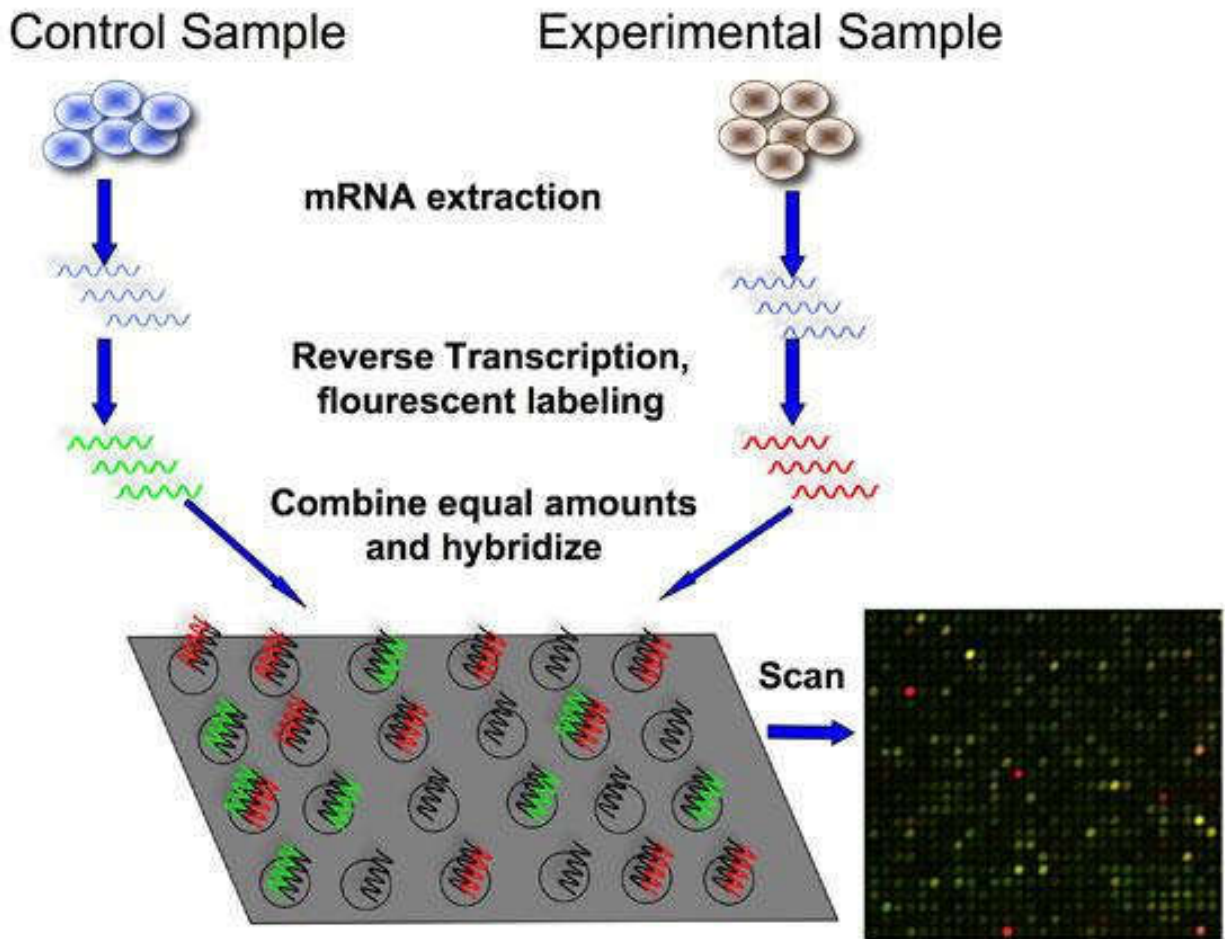 Control Sample
Experimental Sample
mRNA extraction
Reverse Transcription,
flourescent labeling
Combine equal amounts
and hybridize
Scan